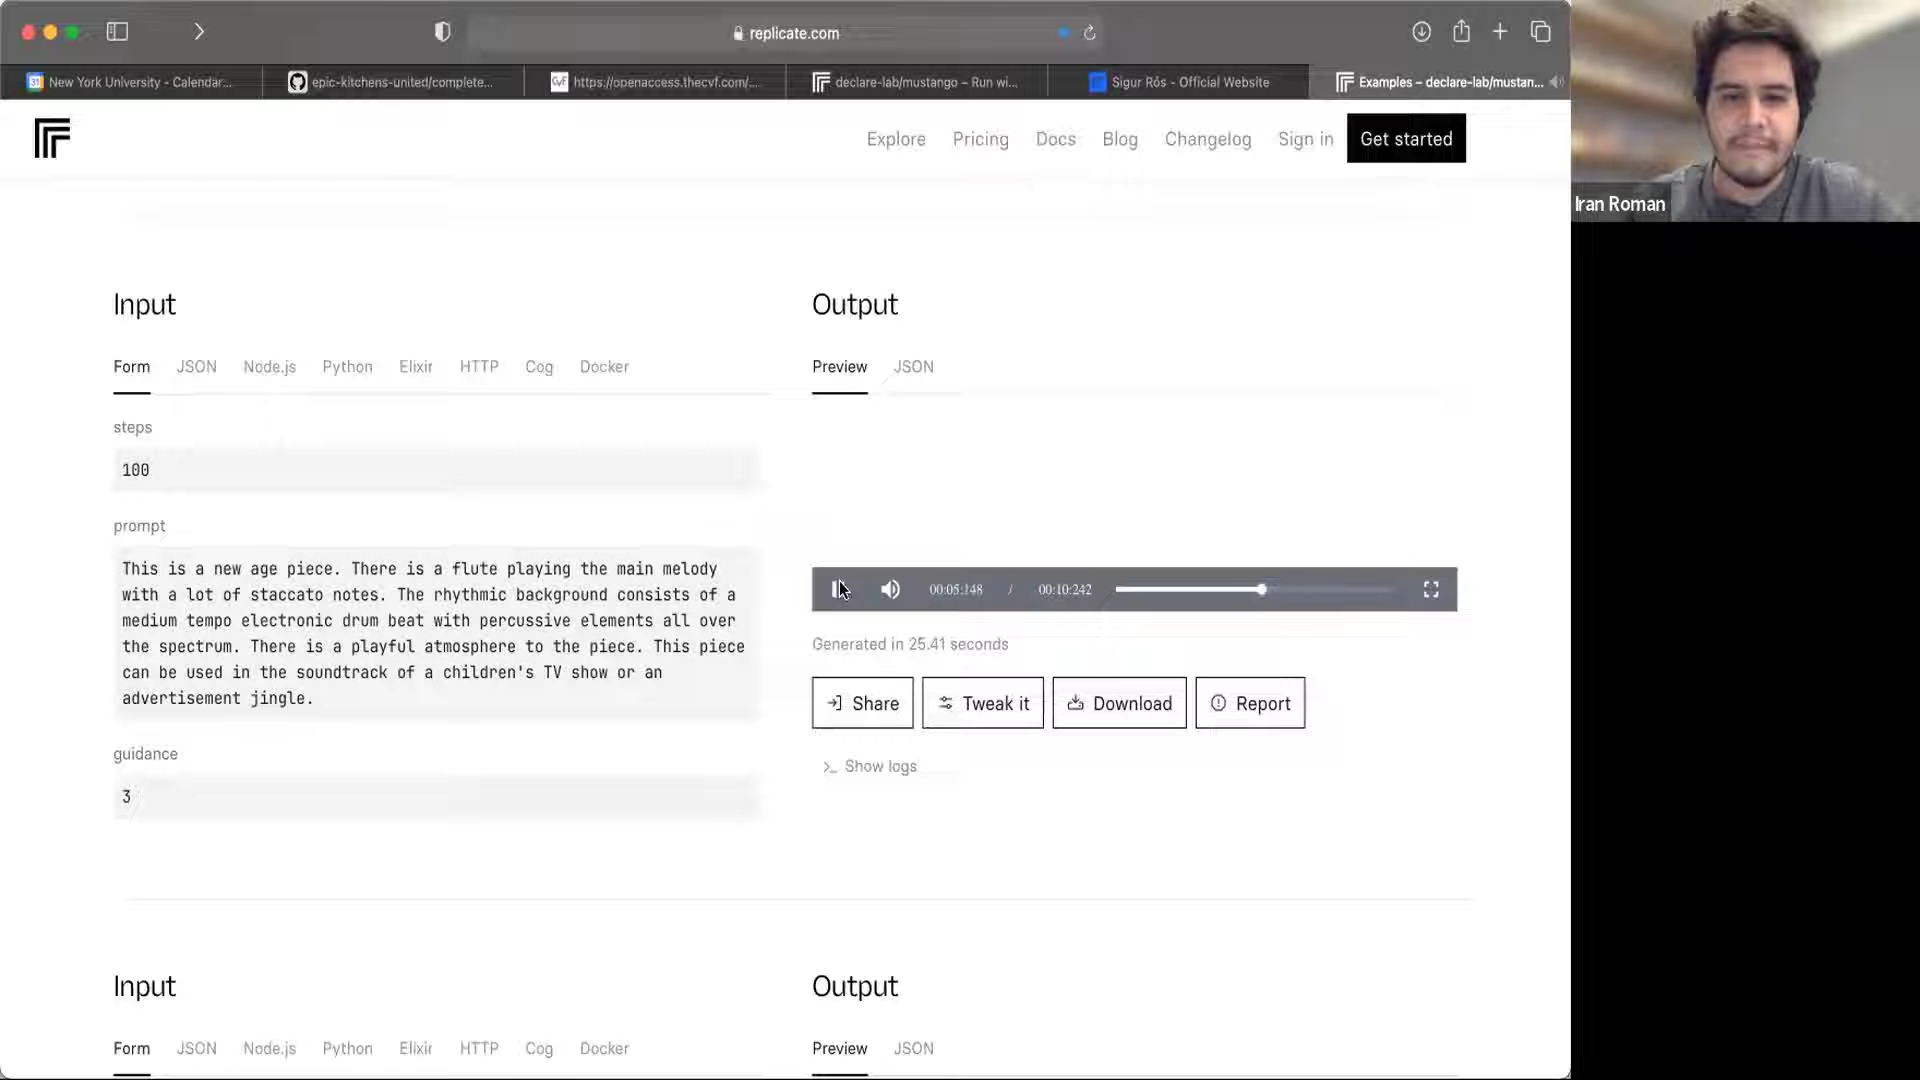 replicate.com
New York University - Calendar...
epic-kitchens-united/complete...
https://openaccess.thecvf.com/...
declare-lab/mustango – Run wi...
Sigur Rós - Official Website
Examples – declare-lab/mustan...
Explore
Pricing
Docs
Blog
Changelog
Sign in
Get started
Iran Roman
Input
Form JSON Node.js Python Elixir HTTP Cog Docker
steps
100
prompt
This is a new age piece. There is a flute playing the main melody
with a lot of staccato notes. The rhythmic background consists of a
medium tempo electronic drum beat with percussive elements all over
the spectrum. There is a playful atmosphere to the piece. This piece
can be used in the soundtrack of a children's TV show or an
advertisement jingle.
guidance
3
Output
Preview JSON
00:05:148 / 00:10:242
Generated in 25.41 seconds
Share
Tweak it
Download
Report
>_ Show logs
Input
Form JSON Node.js Python Elixir HTTP Cog Docker
Output
Preview JSON